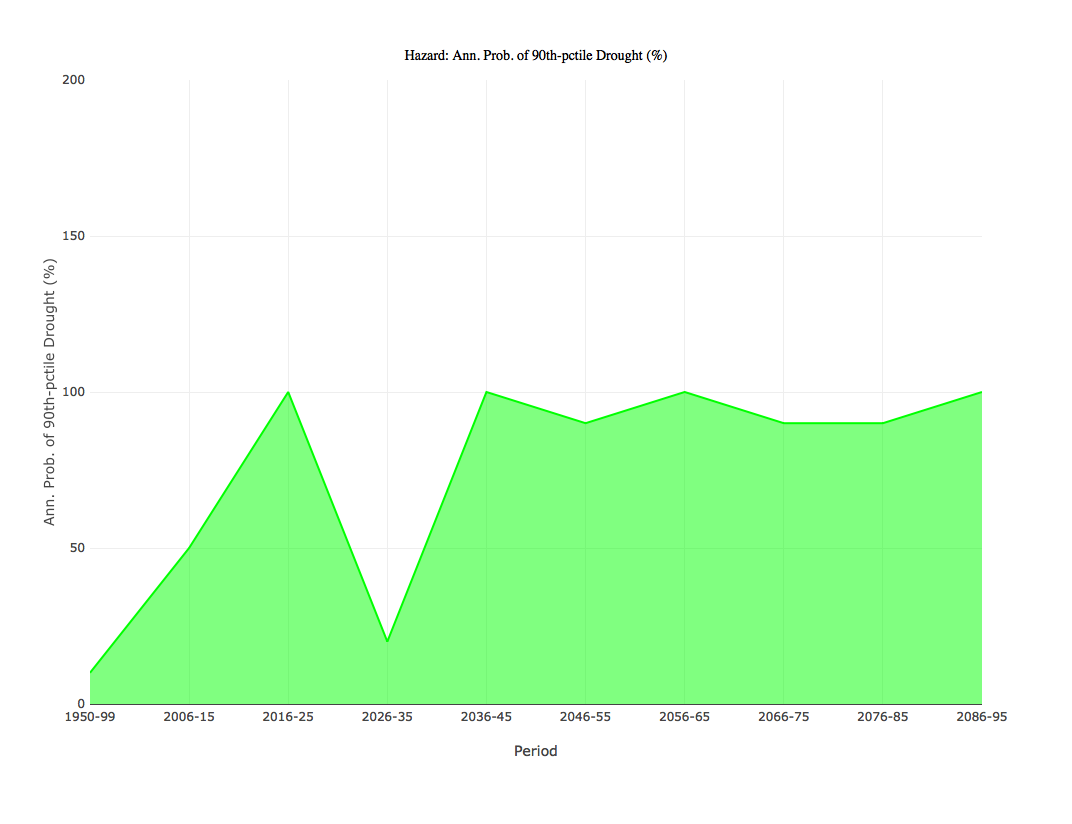 Hazard: Ann. Prob. of 90th-pctile Drought (%)
200
150
100
50
0
Ann. Prob. of 90th-pctile Drought (%)
1950-99 2006-15 2016-25 2026-35 2036-45 2046-55 2056-65 2066-75 2076-85 2086-95
Period